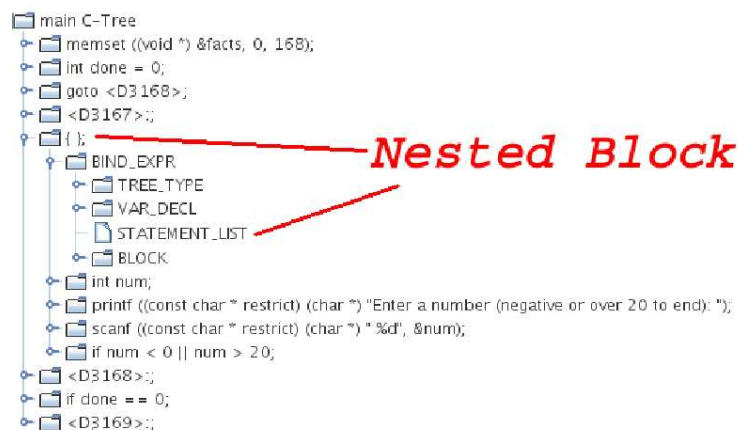 main C-Tree
memset ((void *) &facts, 0, 168);
int done = 0;
goto <D3168>;
<D3167>:;
{ };
Nested Block
BIND_EXPR
TREE_TYPE
VAR_DECL
STATEMENT_LIST
BLOCK
int num;
printf ((const char * restrict) (char *) "Enter a number (negative or over 20 to end): ");
scanf ((const char * restrict) (char *) " %d", &num);
if num < 0 || num > 20;
<D3168>:;
if done == 0;
<D3169>:;